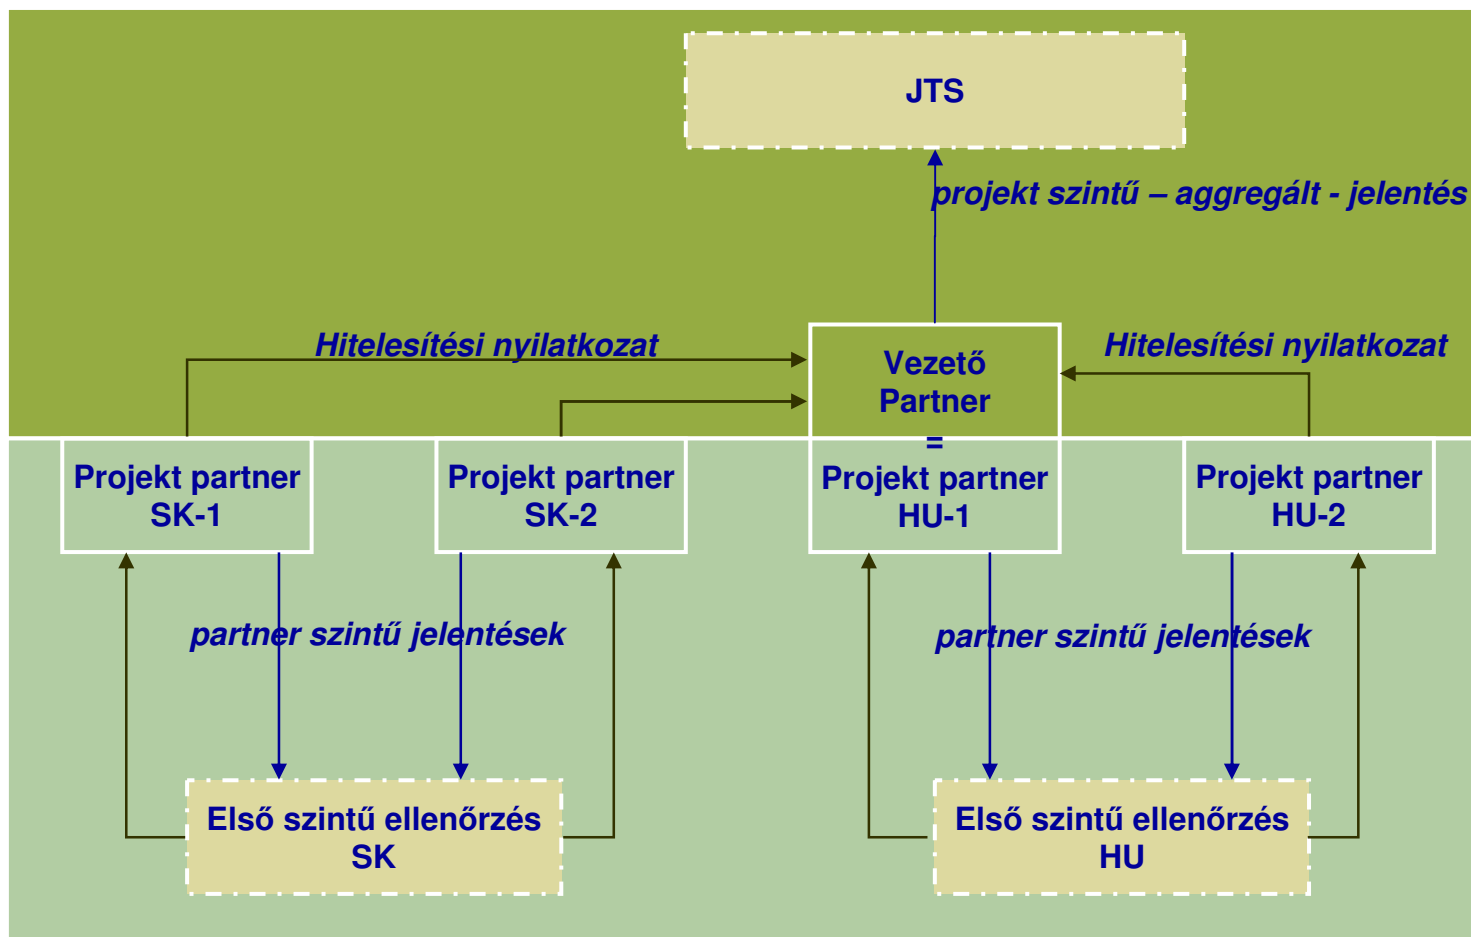 JTS
projekt szintű – aggregált - jelentés
Hitelesítési nyilatkozat
Hitelesítési nyilatkozat
Vezető
Partner
=
Projekt partner
SK-1
Projekt partner
SK-2
Projekt partner
HU-1
Projekt partner
HU-2
partner szintű jelentések
partner szintű jelentések
Első szintű ellenőrzés
SK
Első szintű ellenőrzés
HU